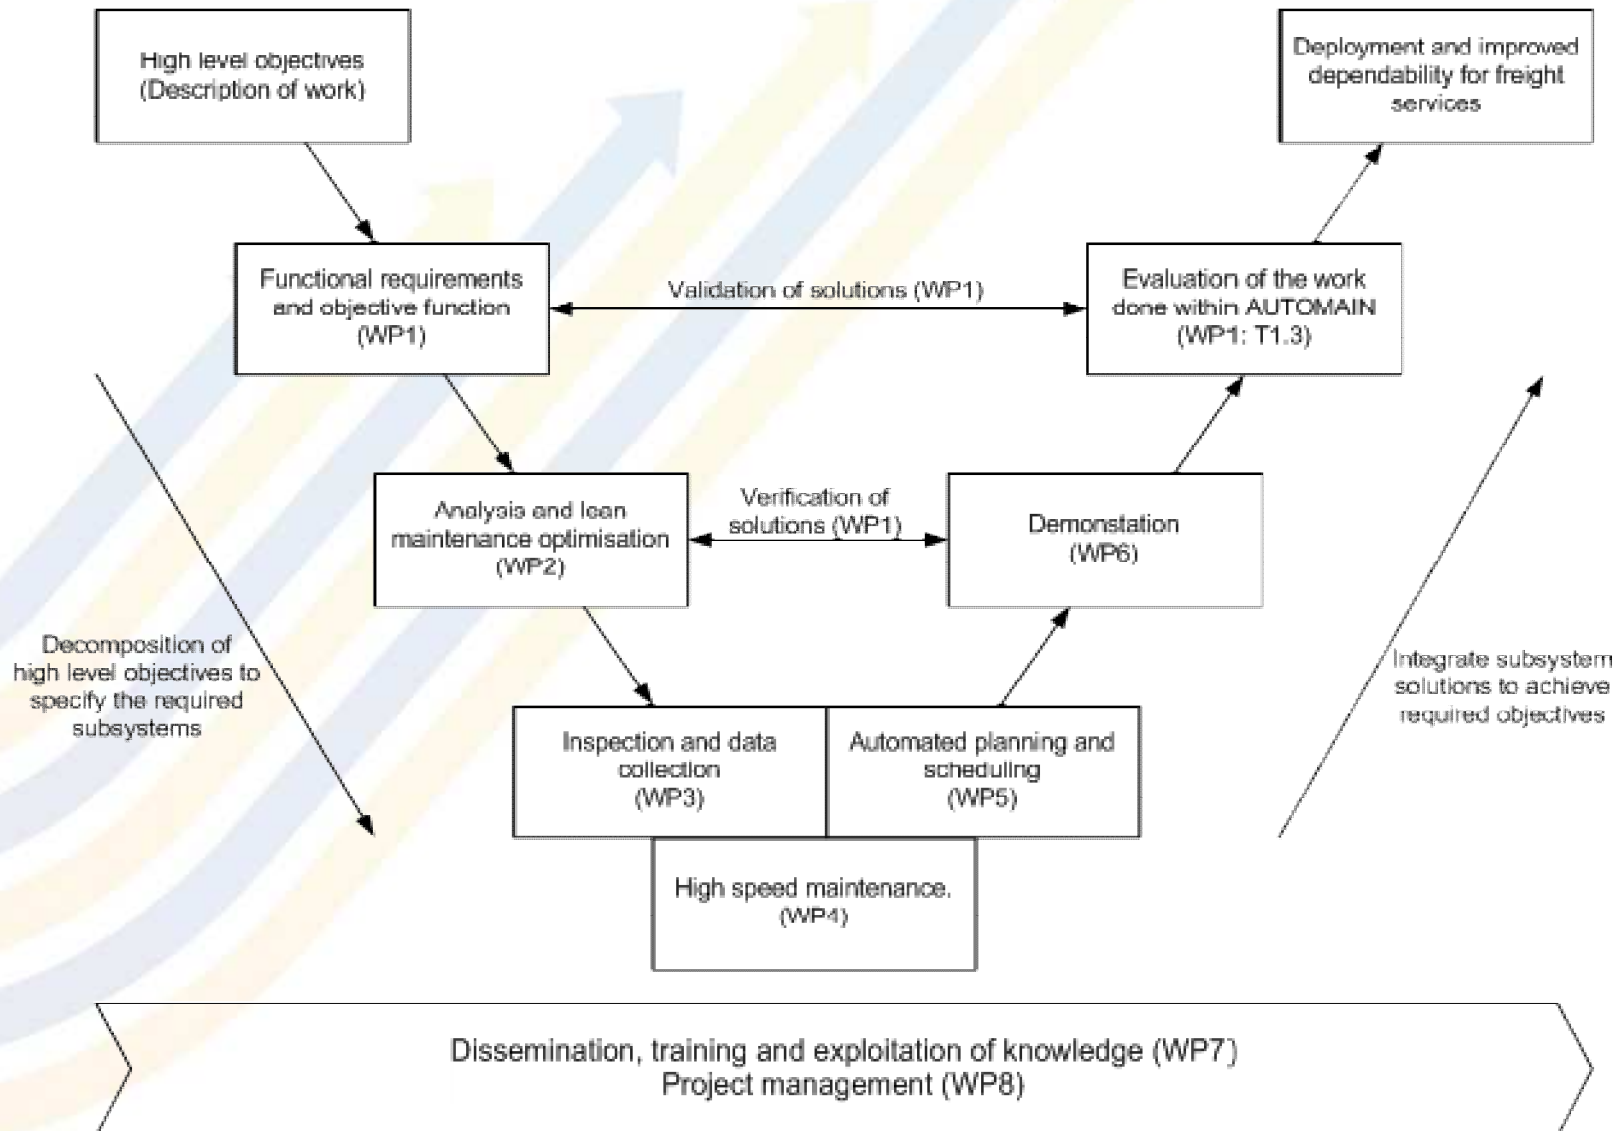 High level objectives
(Description of work)
Deployment and improved
dependability for freight
services
Functional requirements
and objective function
(WP1)
Validation of solutions (WP1)
Evaluation of the work
done within AUTOMAIN
(WP1: T1.3)
Analysis and lean
maintenance optimisation
(WP2)
Verification of
solutions (WP1)
Demonstation
(WP6)
Decomposition of
high level objectives to
specify the required
subsystems
Integrate subsystem
solutions to achieve
required objectives
Inspection and data
collection
(WP3)
Automated planning and
scheduling
(WP5)
High speed maintenance.
(WP4)
Dissemination, training and exploitation of knowledge (WP7)
Project management (WP8)